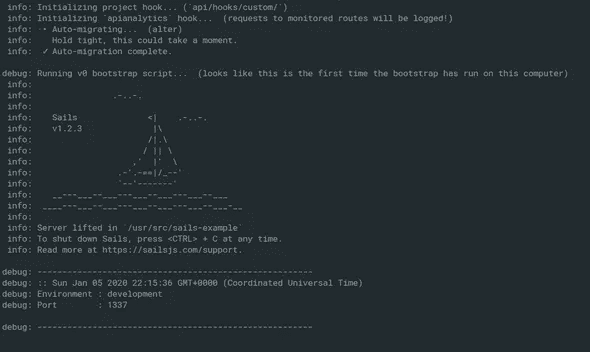 info: Initializing project hook... (`api/hooks/custom/`)
info: Initializing `apianalytics` hook...  (requests to monitored routes will be logged!)
info: ·• Auto-migrating...  (alter)
info:    Hold tight, this could take a moment.
info:  ✓ Auto-migration complete.
debug: Running v0 bootstrap script...  (looks like this is the first time the bootstrap has run on this computer)
info:
info:                .-..-.
info:
info:    Sails              <|    .-..-.
info:    v1.2.3              |\
info:                       /|.\
info:                      / || \
info:                    ,'  |'  \
info:                 .-'.-==|/_--'
info:                 `--'-------'
info:    __---___--___---___--___---___--___
info:  ____---___--___---___--___---___--___-__
info:
info: Server lifted in `/usr/src/sails-example`
info: To shut down Sails, press <CTRL> + C at any time.
info: Read more at https://sailsjs.com/support.
debug: -------------------------------------------------------
debug: :: Sun Jan 05 2020 22:15:36 GMT+0000 (Coordinated Universal Time)
debug: Environment : development
debug: Port        : 1337
debug: -------------------------------------------------------